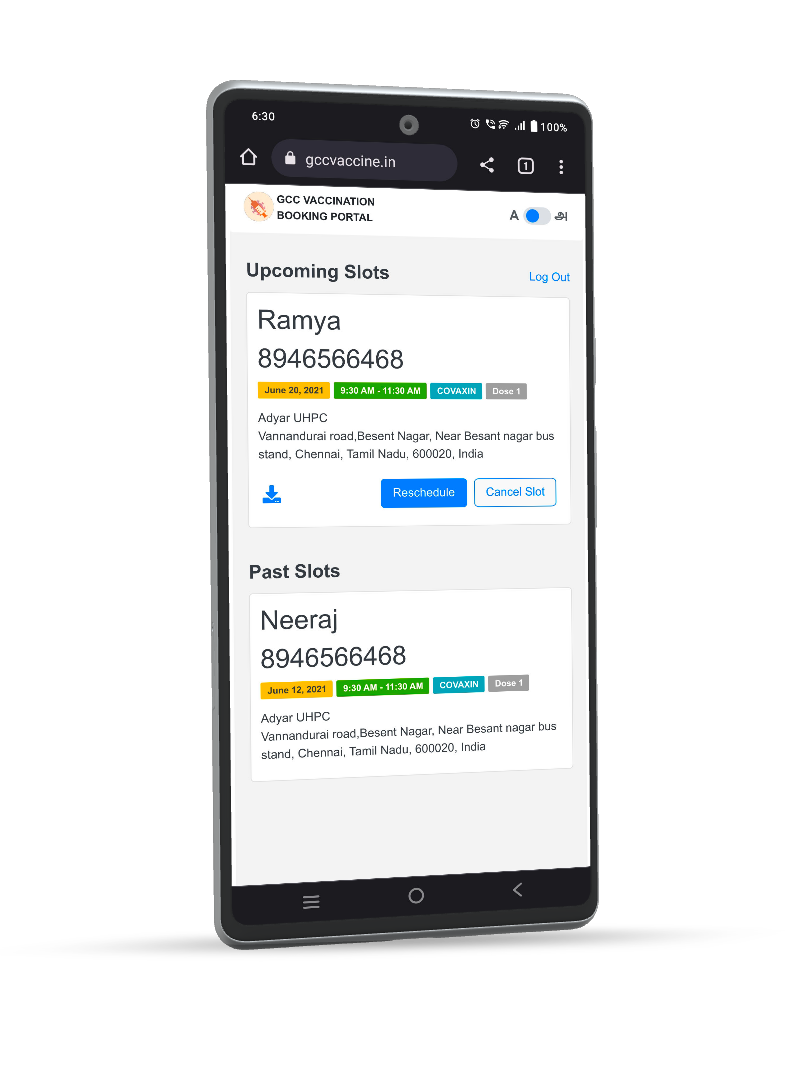 6:30
100%
gccvaccine.in
1
GCC VACCINATION
BOOKING PORTAL
A அ
Upcoming Slots
Log Out
Ramya
8946566468
June 20, 2021 9:30 AM - 11:30 AM COVAXIN Dose 1
Adyar UHPC
Vannandurai road,Besent Nagar, Near Besant nagar bus
stand, Chennai, Tamil Nadu, 600020, India
Reschedule Cancel Slot
Past Slots
Neeraj
8946566468
June 12, 2021 9:30 AM - 11:30 AM COVAXIN Dose 1
Adyar UHPC
Vannandurai road,Besent Nagar, Near Besant nagar bus
stand, Chennai, Tamil Nadu, 600020, India